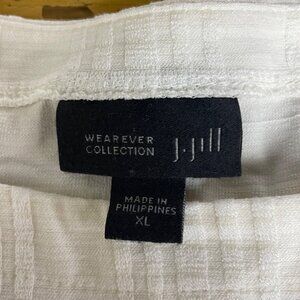 WEAREVER
COLLECTION
J.Jill
MADE IN
PHILIPPINES
XL